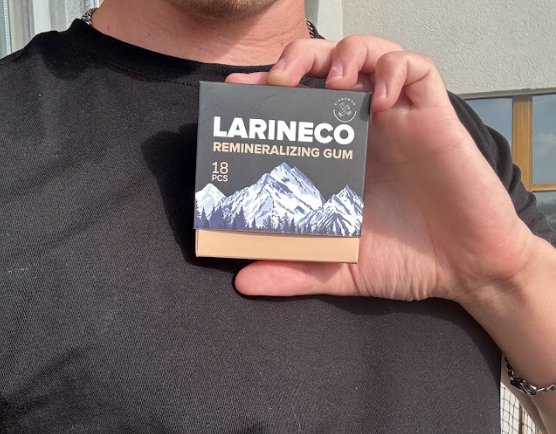 LARINECO
REMINERALIZING GUM
18
PCS